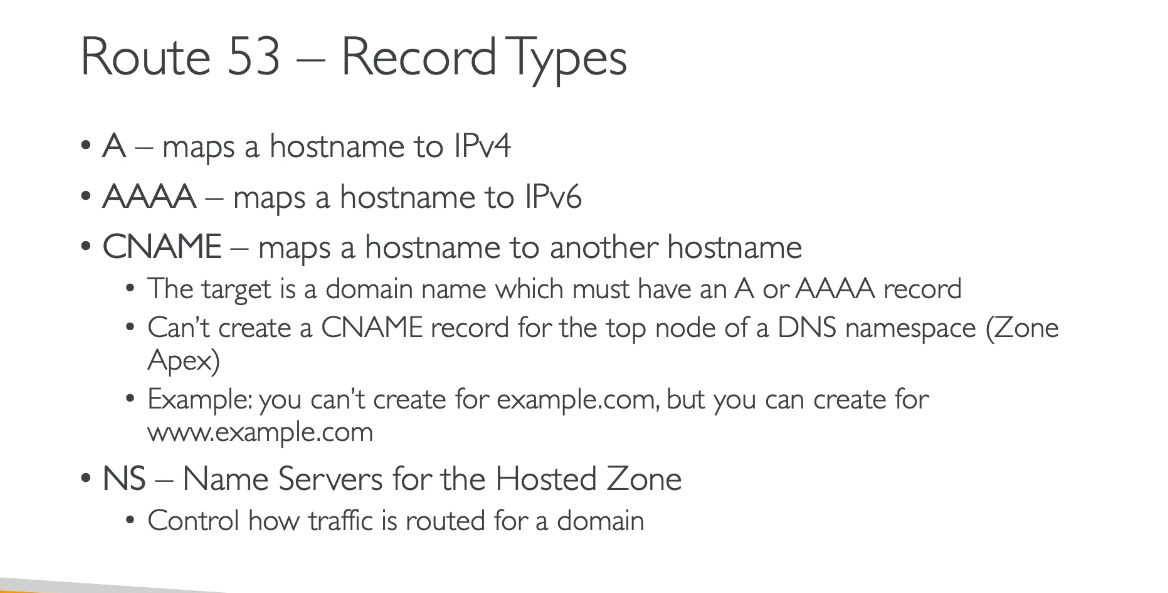 Route 53 – Record Types
• A – maps a hostname to IPv4
• AAAA – maps a hostname to IPv6
• CNAME – maps a hostname to another hostname
• The target is a domain name which must have an A or AAAA record
• Can’t create a CNAME record for the top node of a DNS namespace (Zone
Apex)
• Example: you can’t create for example.com, but you can create for
www.example.com
• NS – Name Servers for the Hosted Zone
• Control how traffic is routed for a domain